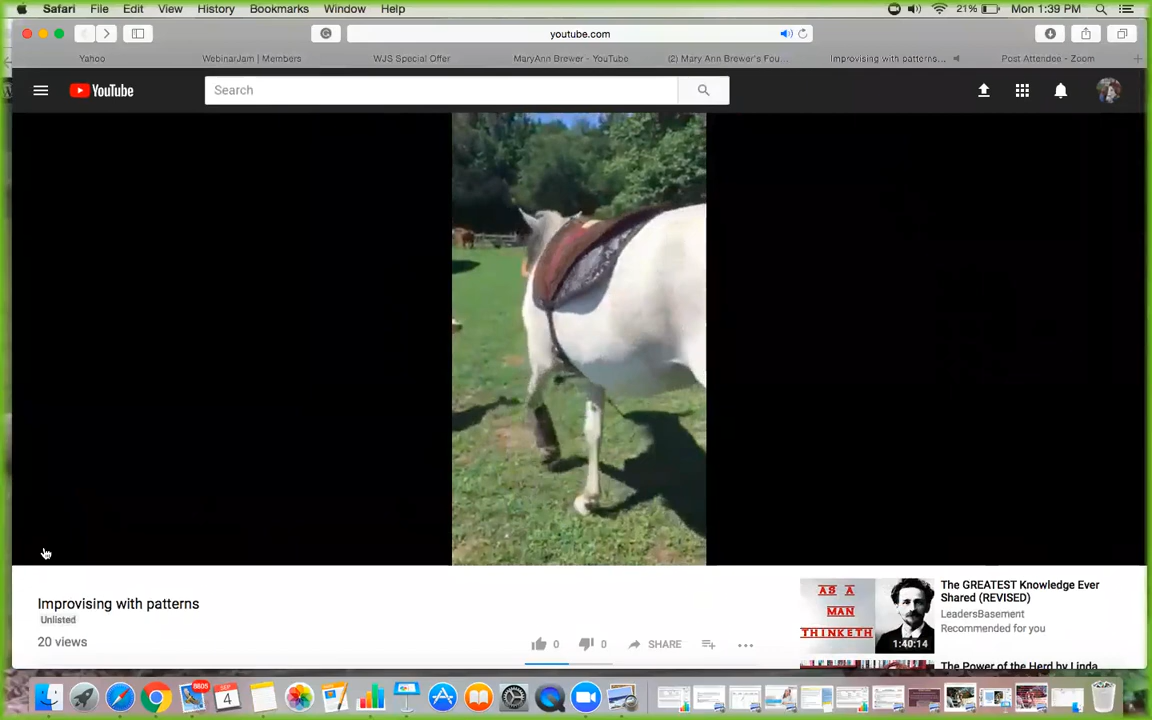 Safari File Edit View History Bookmarks Window Help 21% Mon 1:39 PM
youtube.com
Yahoo WebinarJam | Members WJS Special Offer MaryAnn Brewer - YouTube (2) Mary Ann Brewer's Fou... Improvising with patterns... Post Attendee - Zoom
YouTube Search
Improvising with patterns
Unlisted
20 views
0 0 SHARE
AS A
MAN
THINKETH
1:40:14
The GREATEST Knowledge Ever
Shared (REVISED)
LeadersBasement
Recommended for you
The Power of the Herd by Linda
6805
SEP
4